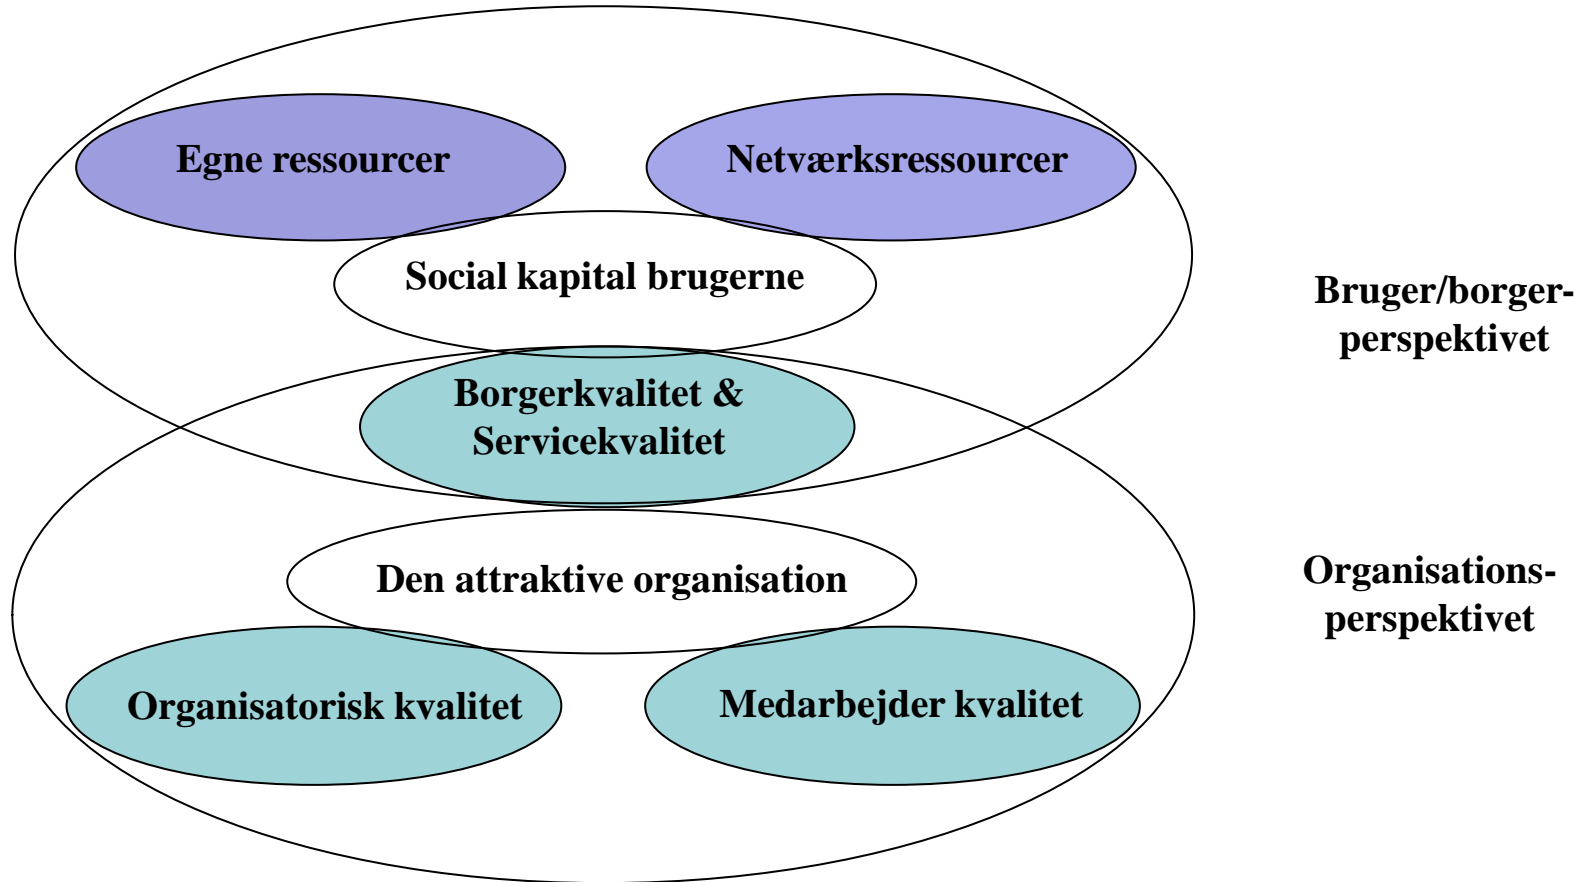 Egne ressourcer
Netværksressourcer
Social kapital brugerne
Bruger/borger-
perspektivet
Borgerkvalitet &
Servicekvalitet
Den attraktive organisation
Organisations-
perspektivet
Organisatorisk kvalitet
Medarbejder kvalitet